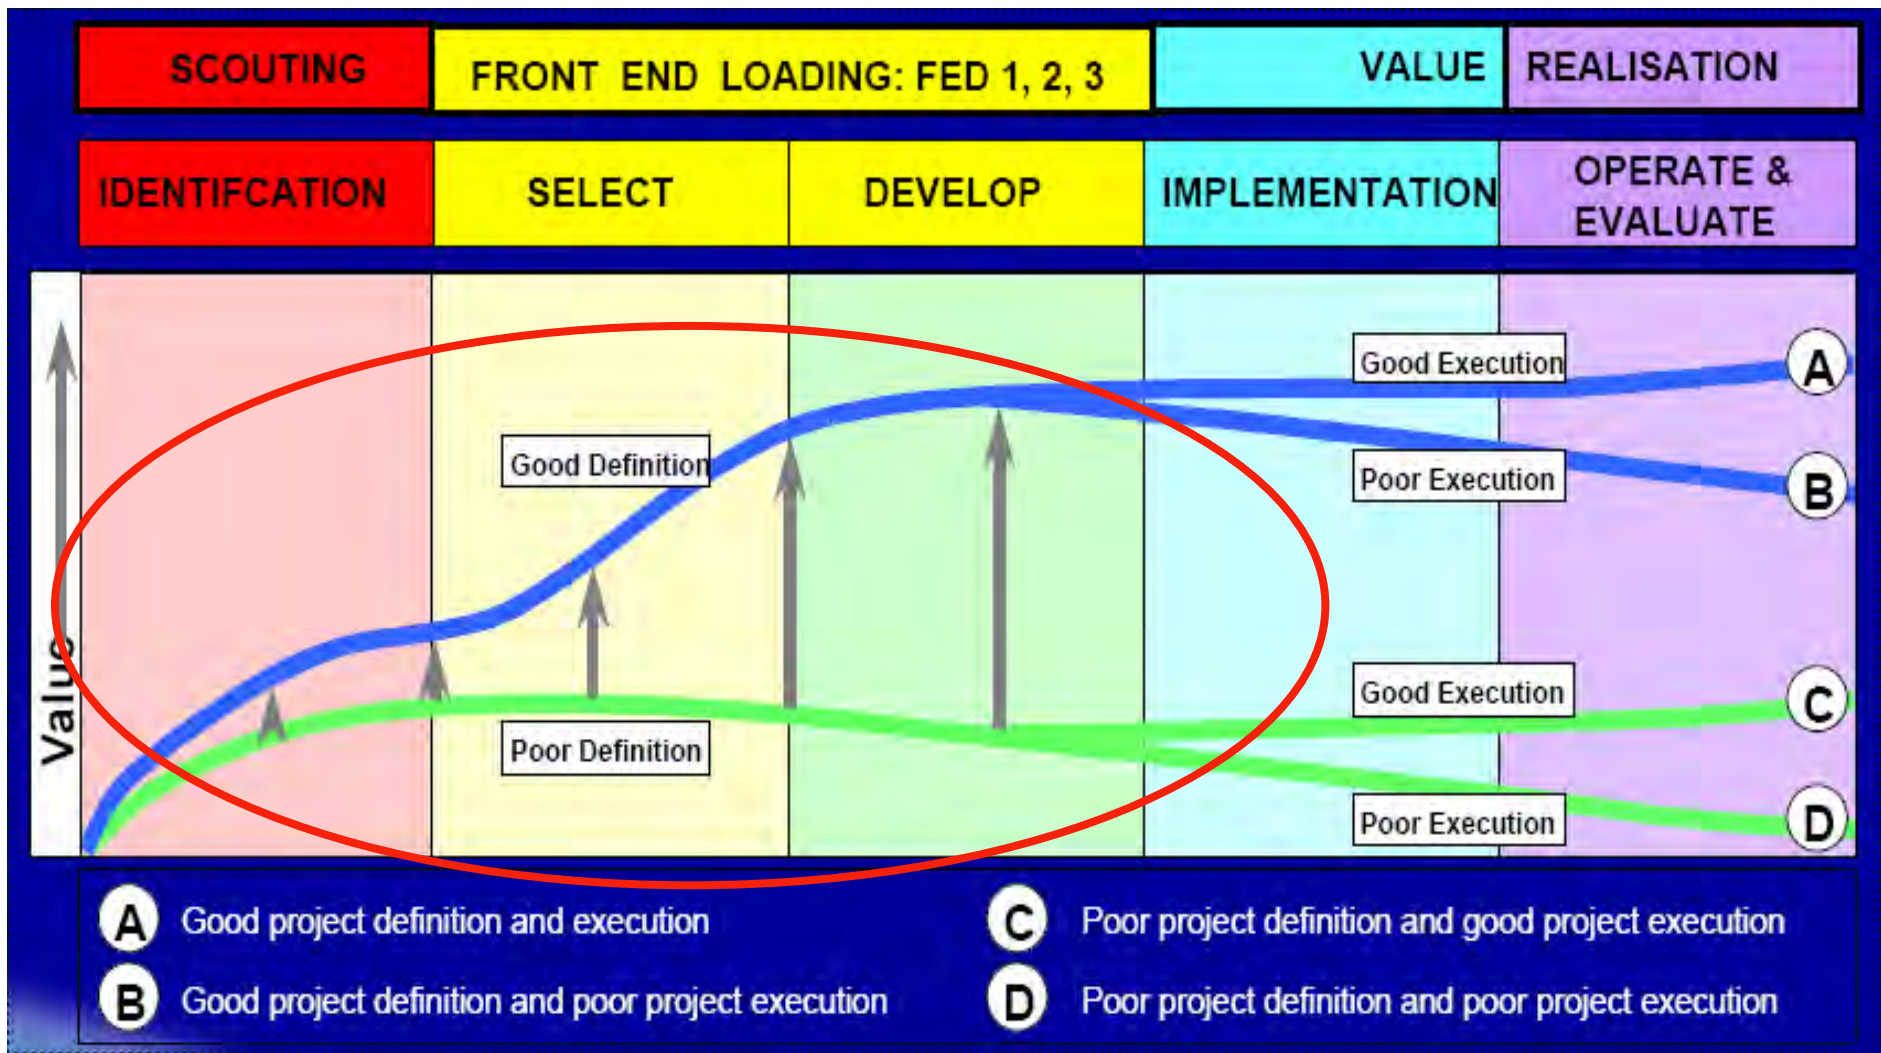 SCOUTING
FRONT END LOADING: FED 1, 2, 3
VALUE
REALISATION
IDENTIFCATION
SELECT
DEVELOP
IMPLEMENTATION
OPERATE &
EVALUATE
Value
Good Definition
Poor Definition
Good Execution
A
Poor Execution
B
Good Execution
C
Poor Execution
D
A Good project definition and execution
B Good project definition and poor project execution
C Poor project definition and good project execution
D Poor project definition and poor project execution